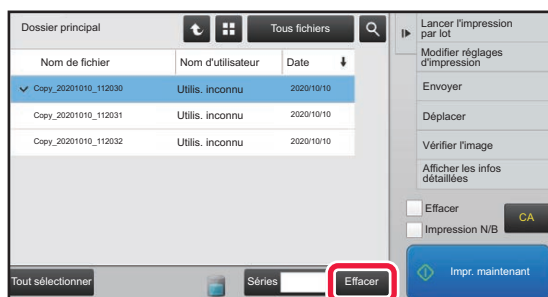 Dossier principal
Tous fichiers
Nom de fichier
Nom d'utilisateur
Date
Copy_20201010_112030
Utilis. inconnu
2020/10/10
Copy_20201010_112031
Utilis. inconnu
2020/10/10
Copy_20201010_112032
Utilis. inconnu
2020/10/10
Tout sélectionner
Séries
Effacer
Lancer l'impression
par lot
Modifier réglages
d'impression
Envoyer
Déplacer
Vérifier l'image
Afficher les infos
détaillées
Effacer
Impression N/B
CA
Impr. maintenant